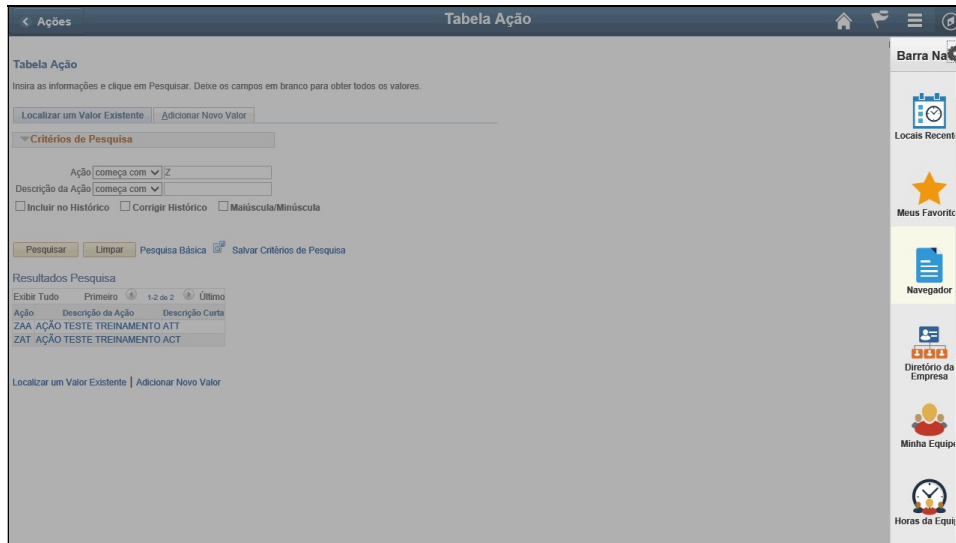 Ações
Tabela Ação
Barra Na
Tabela Ação
Insira as informações e clique em Pesquisar. Deixe os campos em branco para obter todos os valores.
Localizar um Valor Existente Adicionar Novo Valor
Critérios de Pesquisa
Ação começa com Z
Descrição da Ação começa com
Incluir no Histórico Corrigir Histórico Maiúscula/Minúscula
Pesquisar Limpar Pesquisa Básica Salvar Critérios de Pesquisa
Resultados Pesquisa
Exibir Tudo Primeiro 1-2 de 2 Último
Ação Descrição da Ação Descrição Curta
ZAA AÇÃO TESTE TREINAMENTO ATT
ZAT AÇÃO TESTE TREINAMENTO ACT
Localizar um Valor Existente | Adicionar Novo Valor
Locais Recent
Meus Favorito
Navegador
Diretório da
Empresa
Minha Equip
Horas da Equi